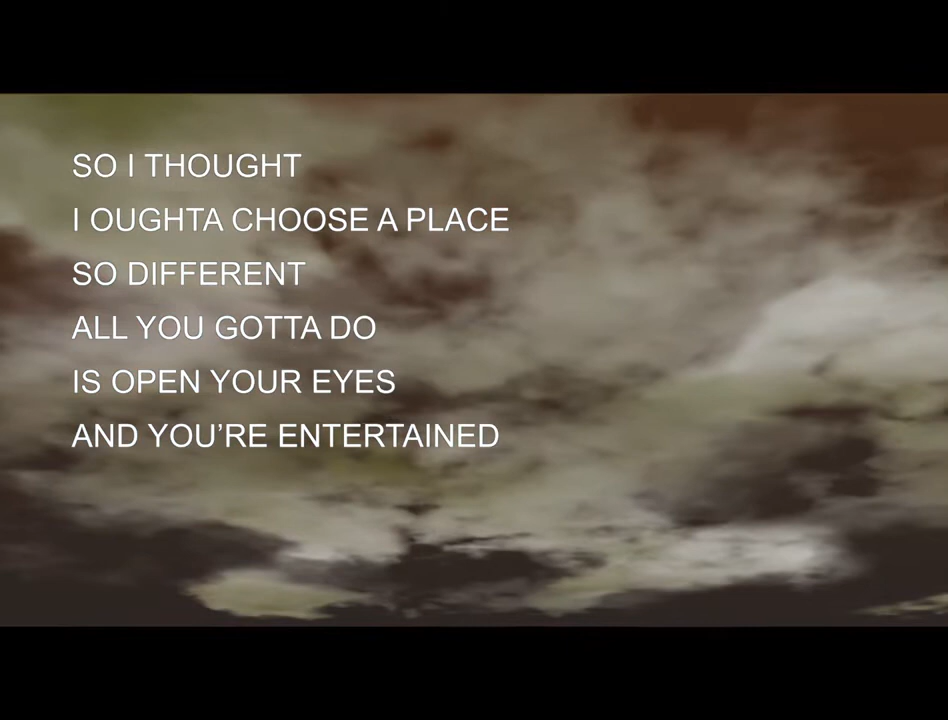 SO I THOUGHT
I OUGHTA CHOOSE A PLACE
SO DIFFERENT
ALL YOU GOTTA DO
IS OPEN YOUR EYES
AND YOU’RE ENTERTAINED